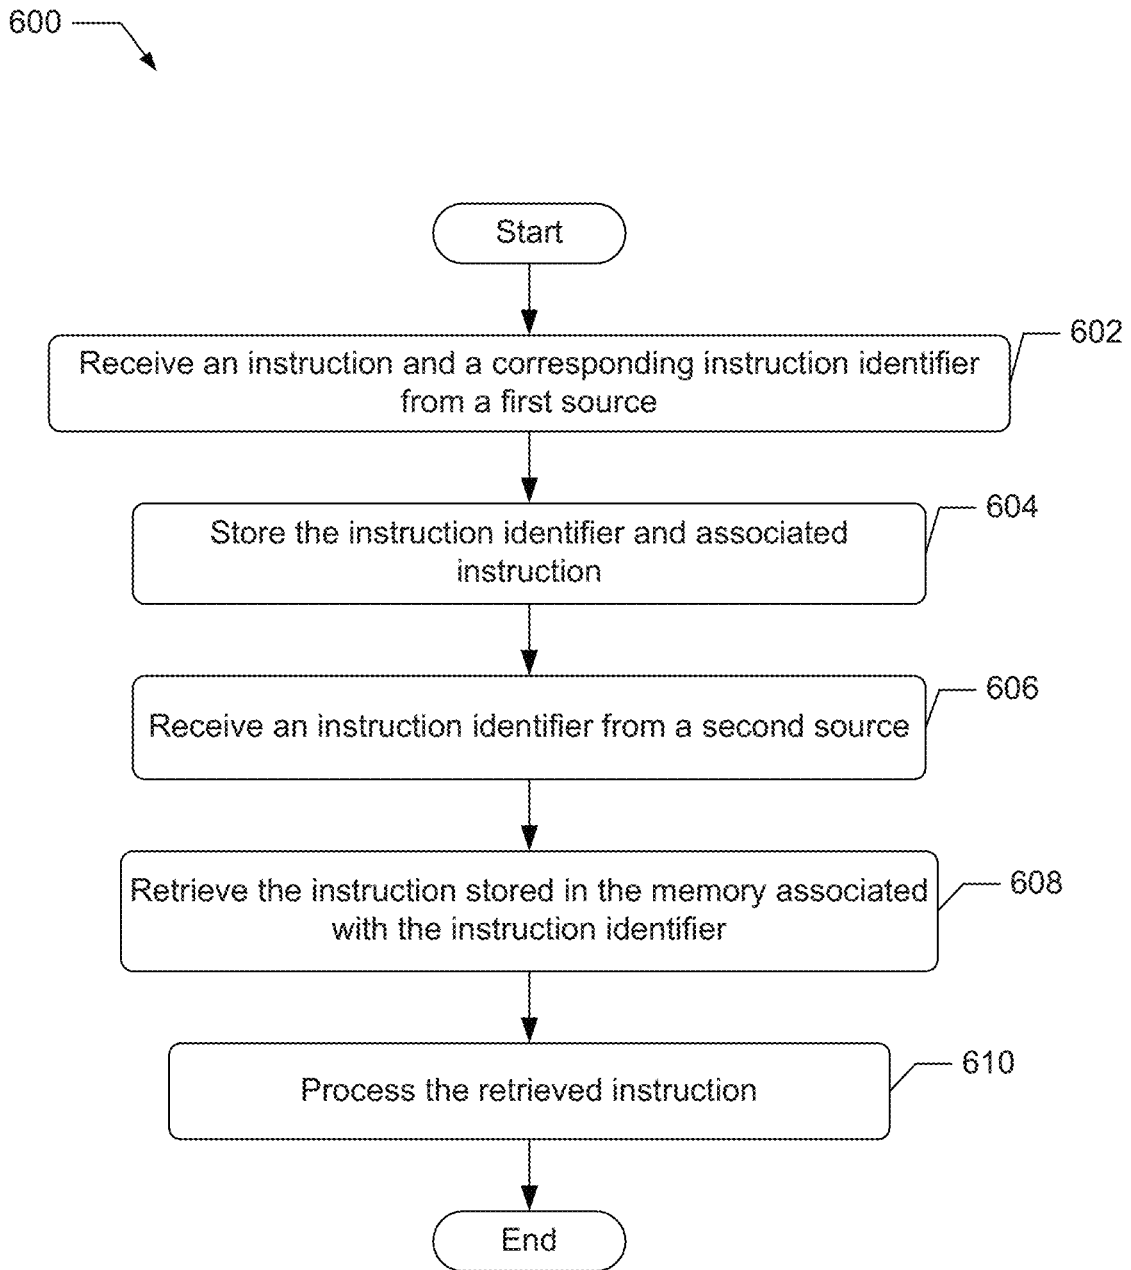 600
Start
602
Receive an instruction and a corresponding instruction identifier
from a first source
604
Store the instruction identifier and associated
instruction
606
Receive an instruction identifier from a second source
608
Retrieve the instruction stored in the memory associated
with the instruction identifier
610
Process the retrieved instruction
End